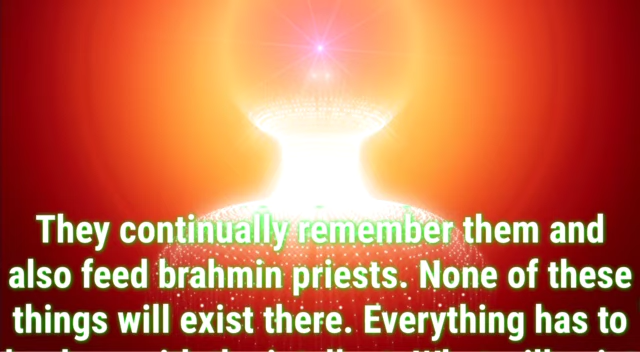 They continually remember them and
also feed brahmin priests. None of these
things will exist there. Everything has to